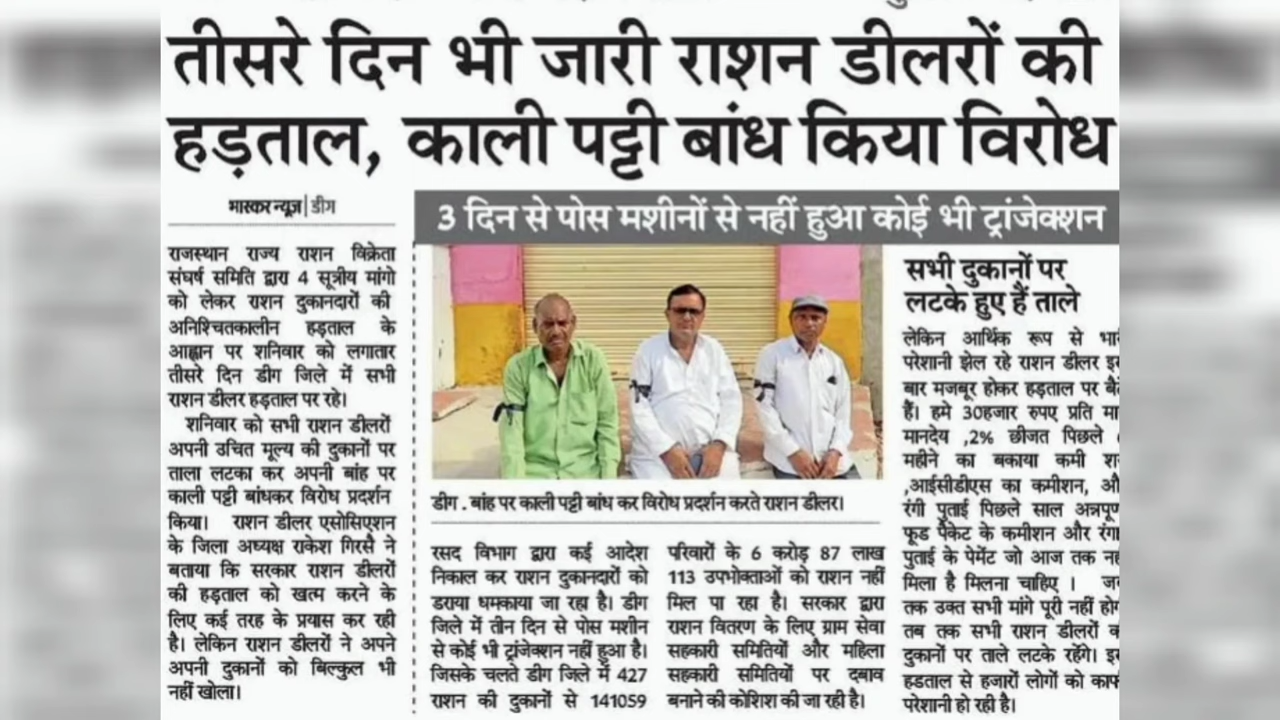 तीसरे दिन भी जारी राशन डीलरों की
हड़ताल, काली पट्टी बांध किया विरोध
भास्कर न्यूज|डीग
3 दिन से पोस मशीनों से नहीं हुआ कोई भी ट्रांजेक्शन
राजस्थान राज्य राशन विक्रेता
संघर्ष समिति द्वारा 4 सूत्रीय मांगो
को लेकर राशन दुकानदारों की
अनिश्चितकालीन हड़ताल के
आह्वान पर शनिवार को लगातार
तीसरे दिन डीग जिले में सभी
राशन डीलर हड़ताल पर रहे।
शनिवार को सभी राशन डीलरों
अपनी उचित मूल्य की दुकानों पर
ताला लटका कर अपनी बांह पर
काली पट्टी बांधकर विरोध प्रदर्शन
किया। राशन डीलर एसोसिएशन
के जिला अध्यक्ष राकेश गिरसै ने
बताया कि सरकार राशन डीलरों
की हड़ताल को खत्म करने के
लिए कई तरह के प्रयास कर रही
है। लेकिन राशन डीलरों ने अपने
अपनी दुकानों को बिल्कुल भी
नहीं खोला।
डीग . बांह पर काली पट्टी बांध कर विरोध प्रदर्शन करते राशन डीलर।
रसद विभाग द्वारा कई आदेश
निकाल कर राशन दुकानदारों को
डराया धमकाया जा रहा है। डीग
जिले में तीन दिन से पोस मशीन
से कोई भी ट्रांजेक्शन नहीं हुआ है।
जिसके चलते डीग जिले में 427
राशन की दुकानों से 141059
परिवारों के 6 करोड़ 87 लाख
113 उपभोक्ताओं को राशन नहीं
मिल पा रहा है। सरकार द्वारा
राशन वितरण के लिए ग्राम सेवा
सहकारी समितियों और महिला
सहकारी समितियों पर दबाव
बनाने की कोशिश की जा रही है।
सभी दुकानों पर
लटके हुए हैं ताले
लेकिन आर्थिक रूप से
परेशानी झेल रहे राशन डीलर
बार मजबूर होकर हड़ताल पर
हैं। हमे 30हजार रुपए प्रति
मानदेय ,2% छीजत पिछले
महीने का बकाया कमी
,आईसीडीएस का कमीशन,
रंगी पुताई पिछले साल
फूड पैकेट के कमीशन और
पुताई के पेमेंट जो आज तक
मिला है मिलना चाहिए ।
तक उक्त सभी मांगे पूरी नहीं
तब तक सभी राशन डीलरों
दुकानों पर ताले लटके रहेंगे।
हडताल से हजारों लोगों को
परेशानी हो रही है।